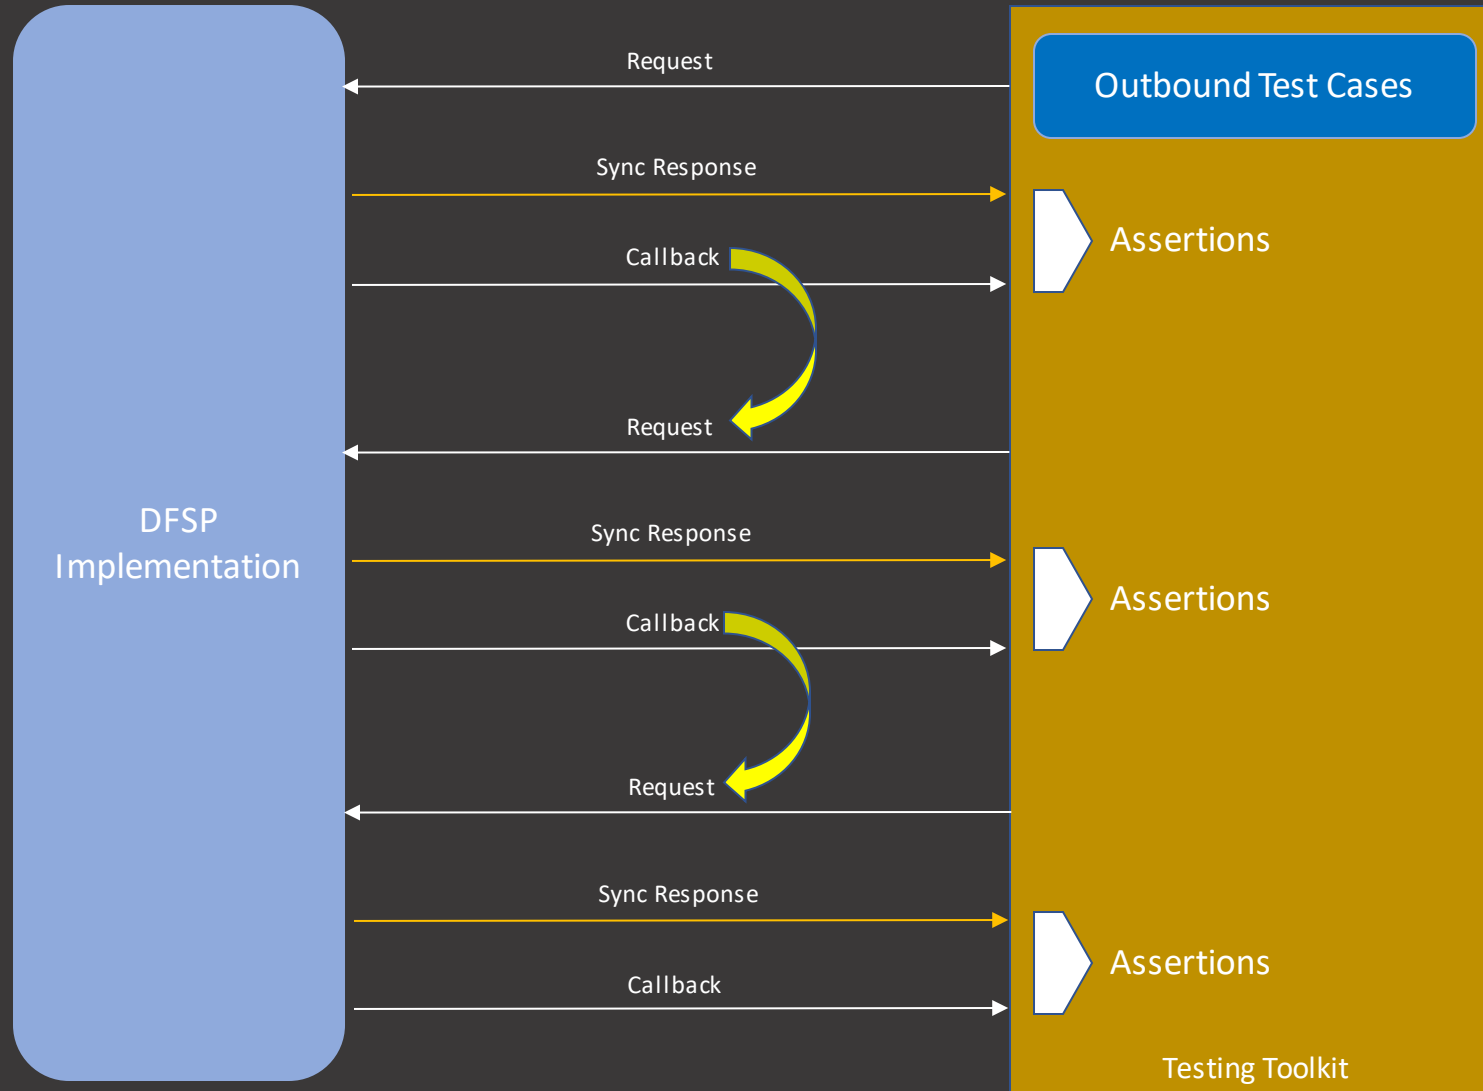 Request
Outbound Test Cases
Sync Response
Assertions
Callback
Request
DFSP
Implementation
Sync Response
Assertions
Callback
Request
Sync Response
Assertions
Callback
Testing Toolkit